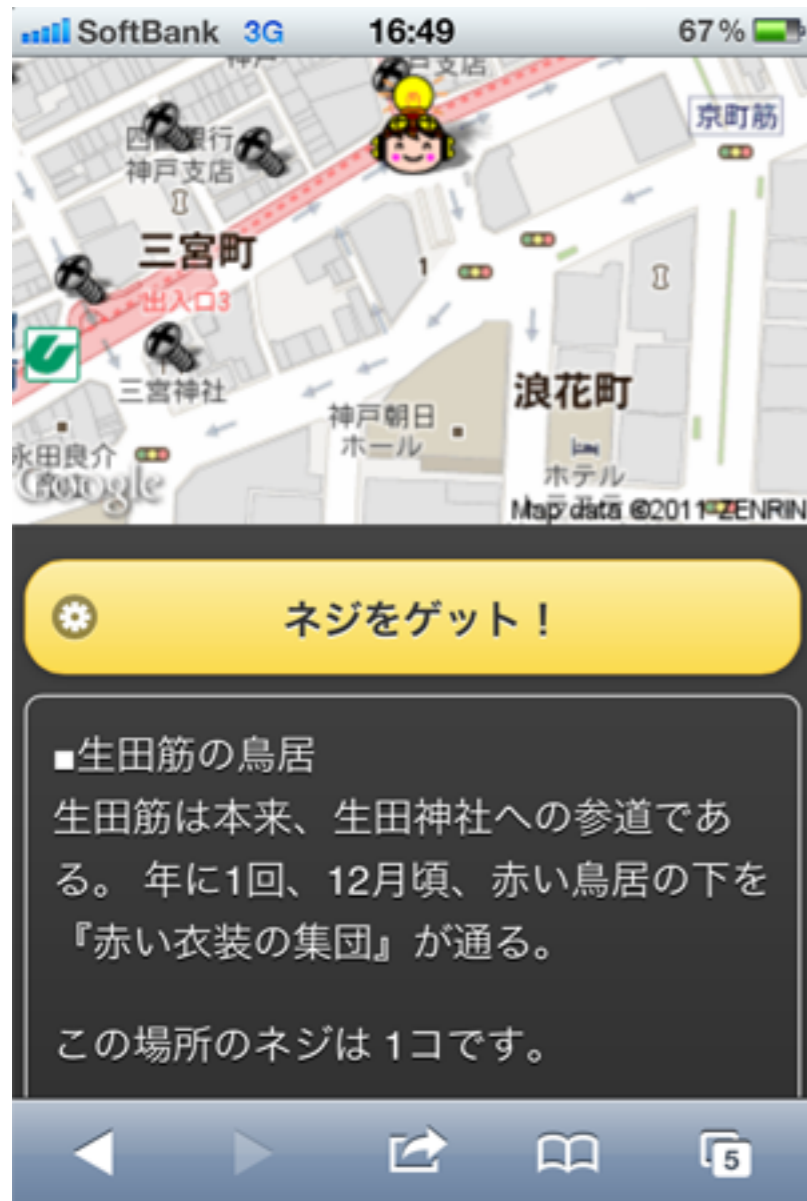 SoftBank 3G 16:49 67%
支店
京町筋
銀行
神戸支店
三宮町
1
出入口3
三宮神社
浪花町
神戸朝日
ホール
永田良介
ホテル
Google
Map data ©2011 ZENRIN
ネジをゲット！
■生田筋の鳥居
生田筋は本来、生田神社への参道であ
る。 年に1回、12月頃、赤い鳥居の下を
『赤い衣装の集団』が通る。
この場所のネジは 1コです。
5